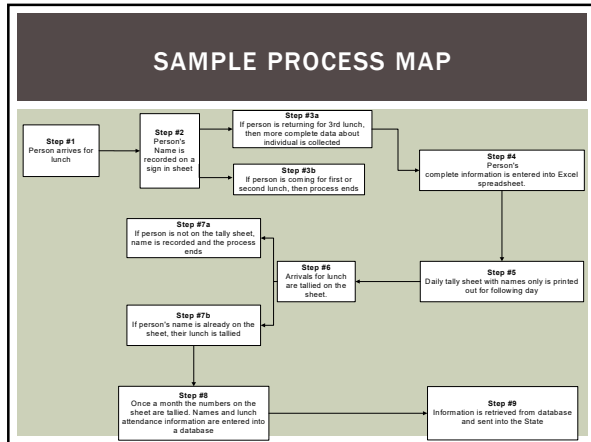 SAMPLE PROCESS MAP
Step #1
Person arrives for
lunch
Step #2
Person's
Name is
recorded on a
sign in sheet
Step #3a
If person is returning for 3rd lunch,
then more complete data about
individual is collected
Step #3b
If person is coming for first or
second lunch, then process ends
Step #4
Person's
complete information is entered into Excel
spreadsheet.
Step #5
Daily tally sheet with names only is printed
out for following day
Step #6
Arrivals for lunch
are tallied on the
sheet.
Step #7a
If person is not on the tally sheet,
name is recorded and the process
ends
Step #7b
If person's name is already on the
sheet, their lunch is tallied
Step #8
Once a month the numbers on the
sheet are tallied. Names and lunch
attendance information are entered into
a database
Step #9
Information is retrieved from database
and sent into the State